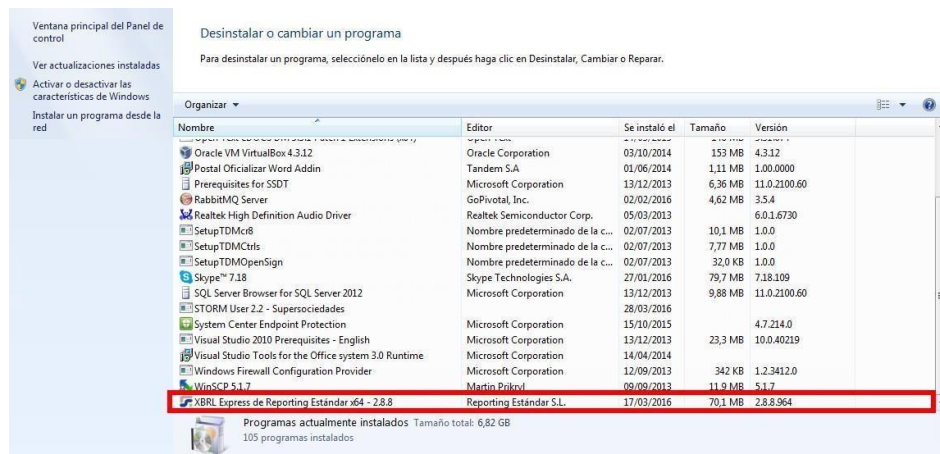 Ventana principal del Panel de
control
Ver actualizaciones instaladas
Activar o desactivar las
características de Windows
Instalar un programa desde la
red
Desinstalar o cambiar un programa
Para desinstalar un programa, selecciónelo en la lista y después haga clic en Desinstalar, Cambiar o Reparar.
Organizar
Nombre Editor Se instaló el Tamaño Versión
Oracle VM VirtualBox 4.3.12 Oracle Corporation 03/10/2014 153 MB 4.3.12
Postal Oficializar Word Addin Tandem S.A 01/06/2014 1,11 MB 1.00.0000
Prerequisites for SSDT Microsoft Corporation 13/12/2013 6,36 MB 11.0.2100.60
RabbitMQ Server GoPivotal, Inc. 02/02/2016 4,62 MB 3.5.4
Realtek High Definition Audio Driver Realtek Semiconductor Corp. 05/03/2013 6.0.1.6730
SetupTDMcr8 Nombre predeterminado de la c... 02/07/2013 10,1 MB 1.0.0
SetupTDMCtrls Nombre predeterminado de la c... 02/07/2013 7,77 MB 1.0.0
SetupTDMOpenSign Nombre predeterminado de la c... 02/07/2013 32,0 KB 1.0.0
Skype™ 7.18 Skype Technologies S.A. 27/01/2016 79,7 MB 7.18.109
SQL Server Browser for SQL Server 2012 Microsoft Corporation 13/12/2013 9,88 MB 11.0.2100.60
STORM User 2.2 - Supersociedades 28/03/2016
System Center Endpoint Protection Microsoft Corporation 15/10/2015 4.7.214.0
Visual Studio 2010 Prerequisites - English Microsoft Corporation 13/12/2013 23,3 MB 10.0.40219
Visual Studio Tools for the Office system 3.0 Runtime Microsoft Corporation 14/04/2014
Windows Firewall Configuration Provider Microsoft Corporation 12/09/2013 342 KB 1.2.3412.0
WinSCP 5.1.7 Martin Prikryl 09/09/2013 11,9 MB 5.1.7
XBRL Express de Reporting Estándar x64 - 2.8.8 Reporting Estándar S.L. 17/03/2016 70,1 MB 2.8.8.964
Programas actualmente instalados Tamaño total: 6,82 GB
105 programas instalados